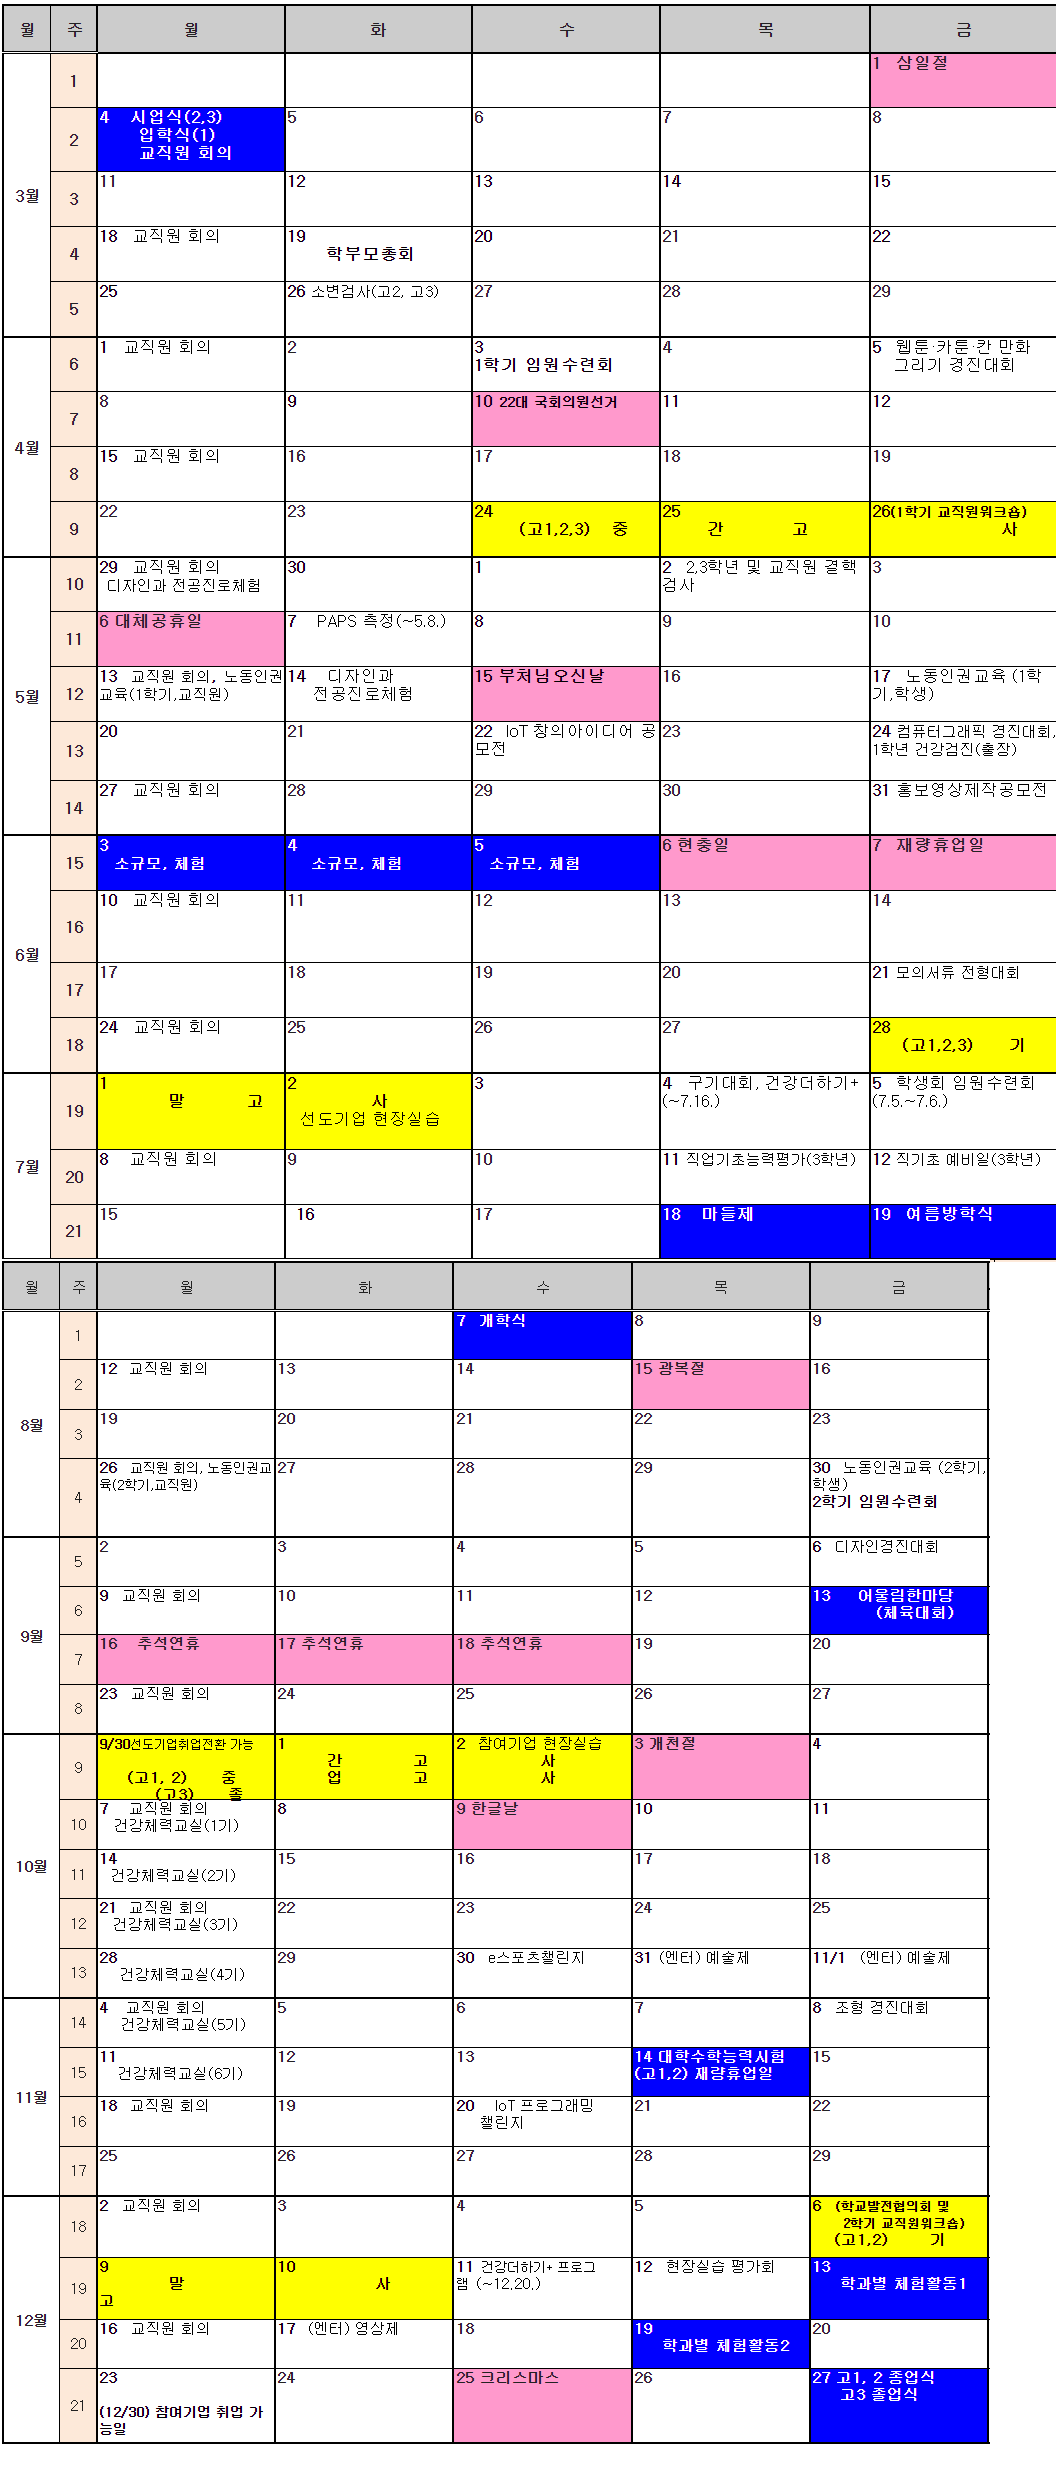 월 주 월 화 수 목 금
3월
1 1 삼일절
2 4 시업식(2,3) 5 6 7 8
입학식(1)
교직원 회의
3 11 12 13 14 15
4 18 교직원 회의 19 20 21 22
학부모총회
5 25 26 소변검사(고2, 고3) 27 28 29
4월
6 1 교직원 회의 2 3 4 5 웹툰·카툰·칸 만화
1학기 임원수련회 그리기 경진대회
7 8 9 10 22대 국회의원선거 11 12
8 15 교직원 회의 16 17 18 19
9 22 23 24 25 26(1학기 교직원워크숍)
(고1,2,3) 중 간 고 사
5월
10 29 교직원 회의 30 1 2 2,3학년 및 교직원 결핵 3
디자인과 전공진로체험 검사
11 6 대체공휴일 7 PAPS 측정(~5.8.) 8 9 10
12 13 교직원 회의, 노동인권 14 디자인과 15 부처님오신날 16 17 노동인권교육 (1학
교육(1학기,교직원) 전공진로체험 기,학생)
13 20 21 22 IoT 창의아이디어 공 23 24 컴퓨터그래픽 경진대회,
모전 1학년 건강검진(출장)
14 27 교직원 회의 28 29 30 31 홍보영상제작공모전
6월
15 3 4 5 6 현충일 7 재량휴업일
소규모, 체험 소규모, 체험 소규모, 체험
16 10 교직원 회의 11 12 13 14
17 17 18 19 20 21 모의서류 전형대회
18 24 교직원 회의 25 26 27 28
(고1,2,3) 기
7월
19 1 2 3 4 구기대회, 건강더하기+ 5 학생회 임원수련회
말 고 사 (~7.16.) (7.5.~7.6.)
선도기업 현장실습
20 8 교직원 회의 9 10 11 직업기초능력평가(3학년) 12 직기초 예비일(3학년)
21 15 16 17 18 마들제 19 여름방학식
월 주 월 화 수 목 금
8월
1 7 개학식 8 9
2 12 교직원 회의 13 14 15 광복절 16
3 19 20 21 22 23
4 26 교직원 회의, 노동인권교 27 28 29 30 노동인권교육 (2학기,
육(2학기,교직원) 학생)
2학기 임원수련회
9월
5 2 3 4 5 6 디자인경진대회
6 9 교직원 회의 10 11 12 13 어울림한마당
(체육대회)
7 16 추석연휴 17 추석연휴 18 추석연휴 19 20
8 23 교직원 회의 24 25 26 27
10월
9 9/30선도기업취업전환 가능 1 2 참여기업 현장실습 3 개천절 4
(고1, 2) 중 간 고 사
(고3) 졸 업 고 사
10 7 교직원 회의 8 9 한글날 10 11
건강체력교실(1기)
11 14 15 16 17 18
건강체력교실(2기)
12 21 교직원 회의 22 23 24 25
건강체력교실(3기)
13 28 29 30 e스포츠챌린지 31 (엔터) 예술제 11/1 (엔터) 예술제
건강체력교실(4기)
11월
14 4 교직원 회의 5 6 7 8 조형 경진대회
건강체력교실(5기)
15 11 12 13 14 대학수학능력시험 15
건강체력교실(6기) (고1,2) 재량휴업일
16 18 교직원 회의 19 20 IoT 프로그래밍 21 22
챌린지
17 25 26 27 28 29
12월
18 2 교직원 회의 3 4 5 6 (학교발전협의회 및
2학기 교직원워크숍)
(고1,2) 기
19 9 10 11 건강더하기+ 프로그 12 현장실습 평가회 13
말 사 램 (~12.20.) 학과별 체험활동1
고
20 16 교직원 회의 17 (엔터) 영상제 18 19 20
학과별 체험활동2
21 23 24 25 크리스마스 26 27 고1, 2 종업식
고3 졸업식
(12/30) 참여기업 취업 가
능일